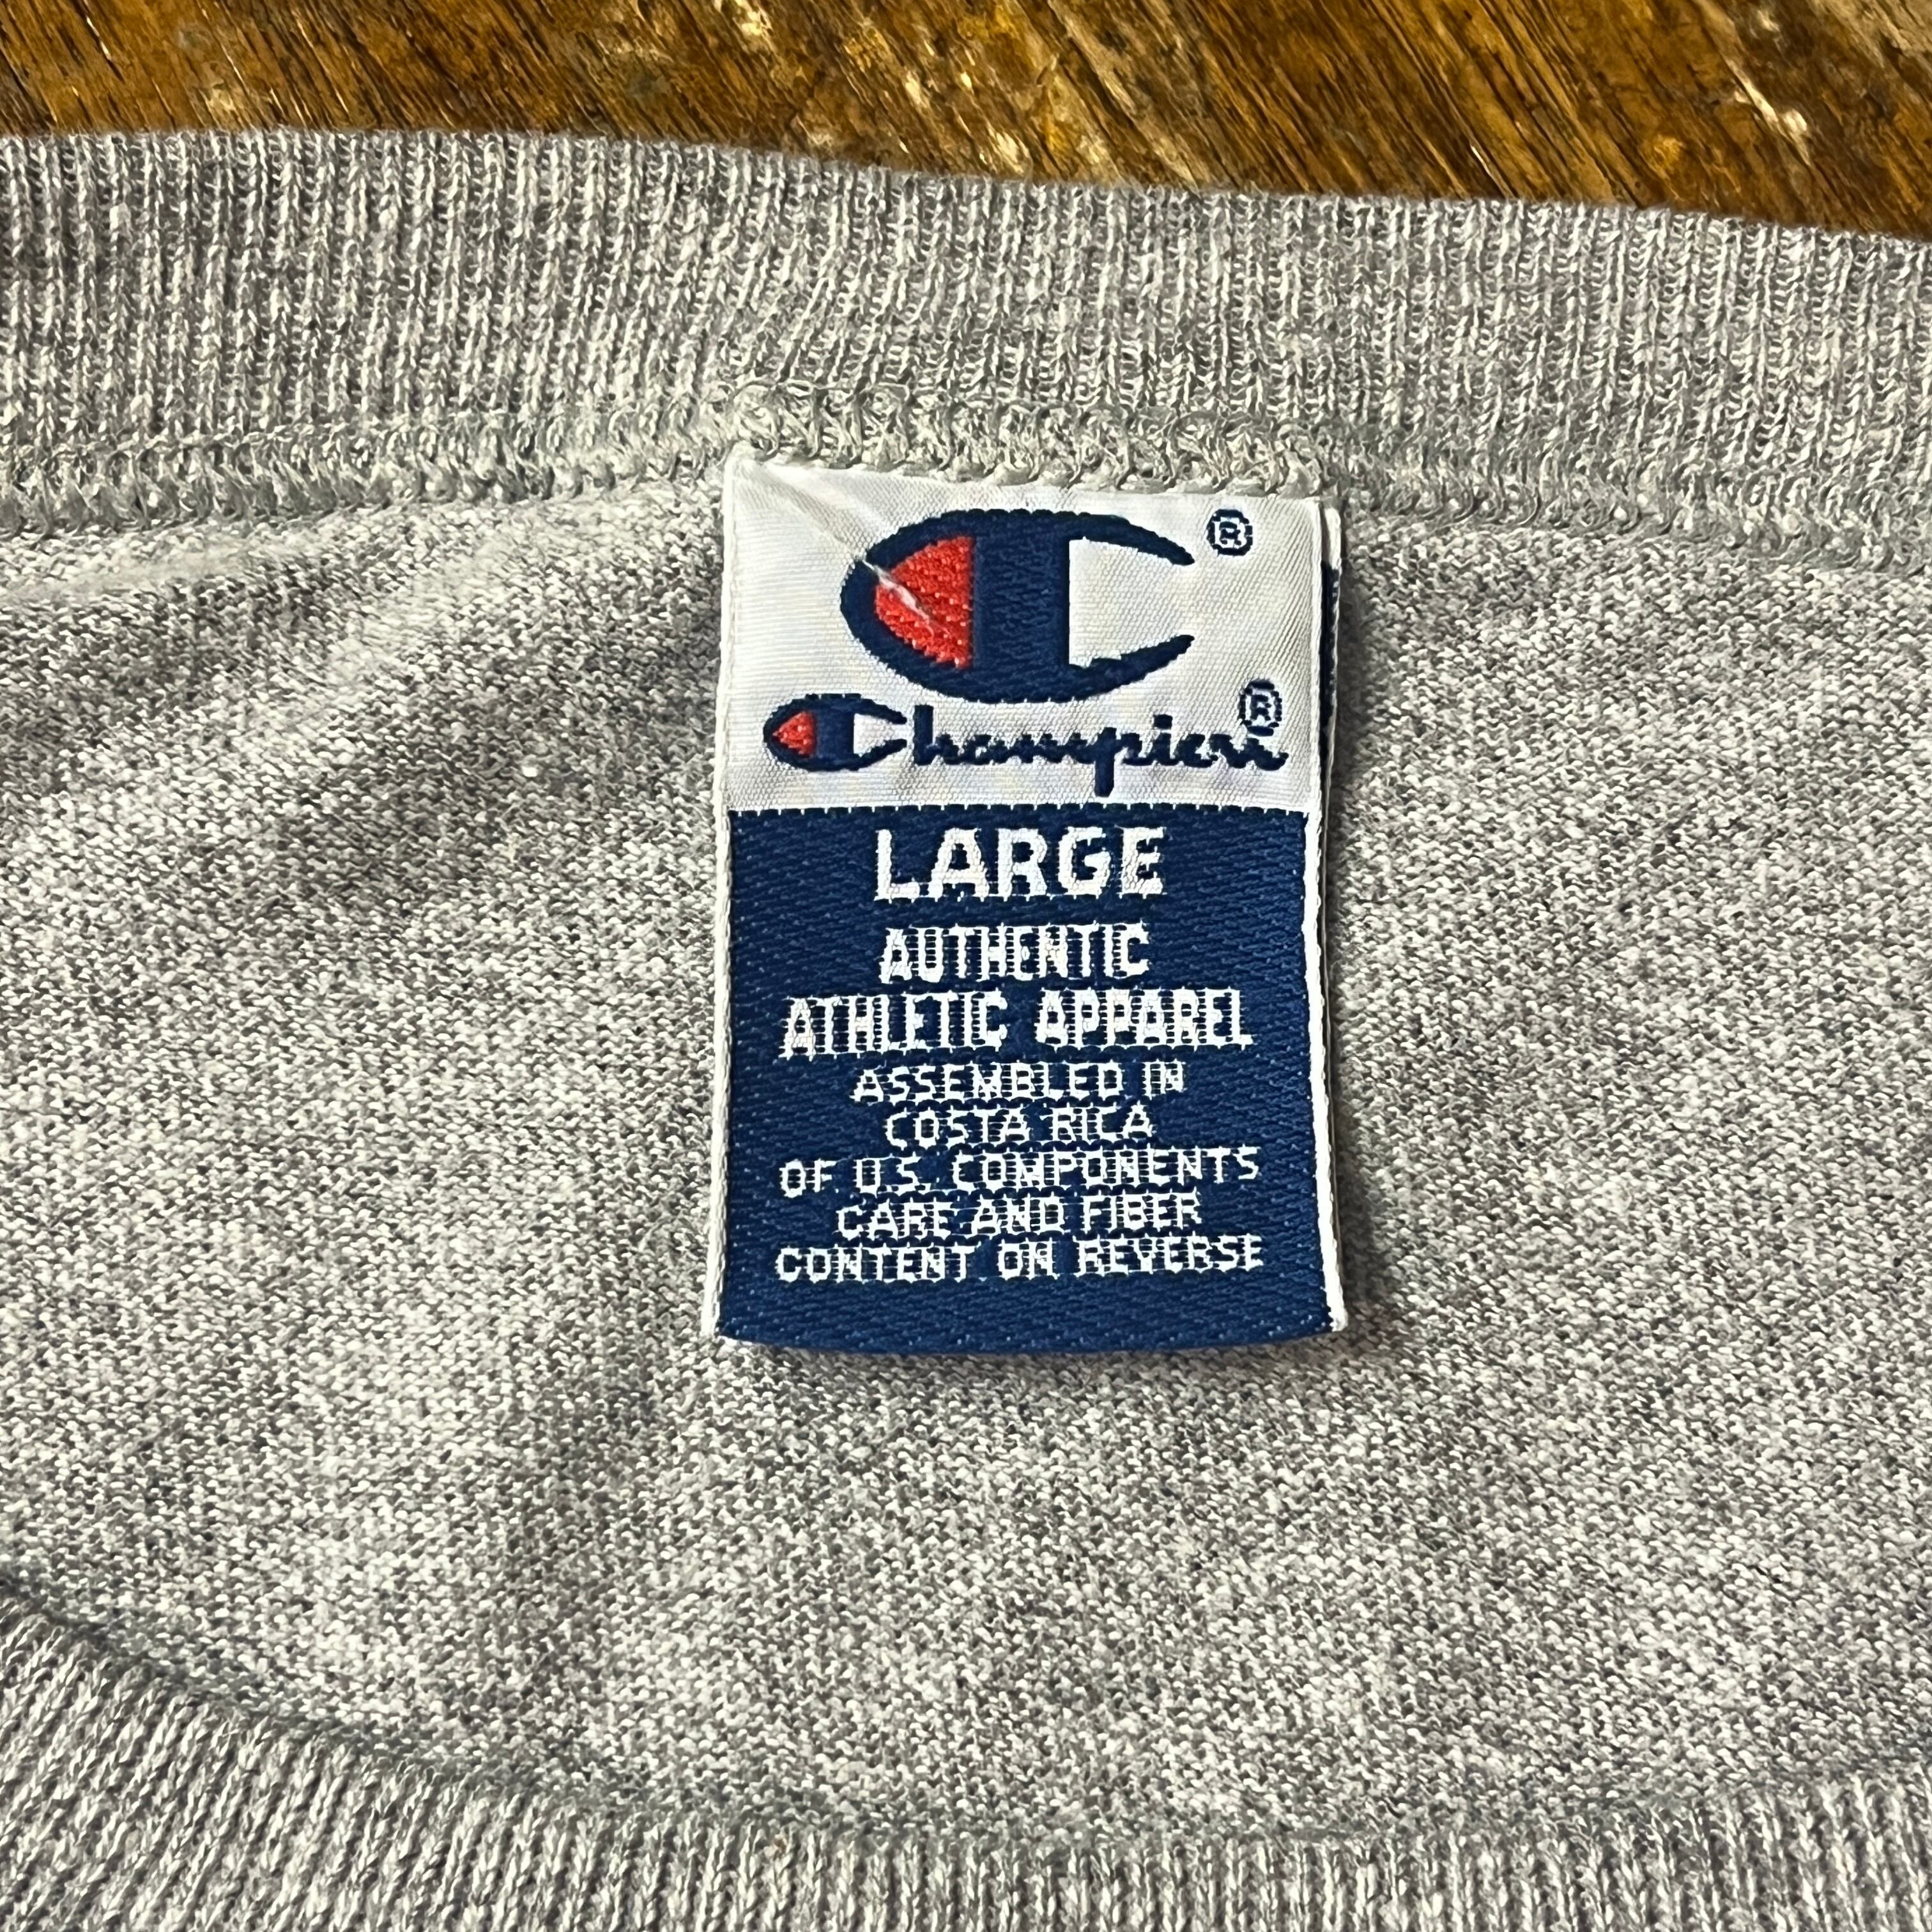 ®
Champion®
LARGE
AUTHENTIC
ATHLETIC APPAREL
ASSEMBLED IN
COSTA RICA
OF U.S. COMPONENTS
CARE AND FIBER
CONTENT ON REVERSE